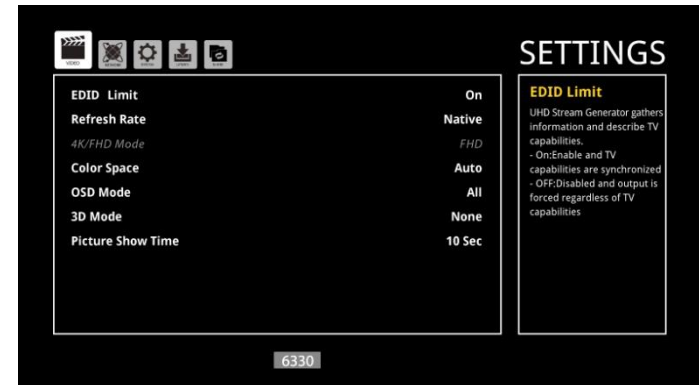 SETTINGS
VIDEO
EDID Limit On
Refresh Rate Native
4K/FHD Mode FHD
Color Space Auto
OSD Mode All
3D Mode None
Picture Show Time 10 Sec
EDID Limit
UHD Stream Generator gathers
information and describe TV
capabilities.
- On:Enable and TV
capabilities are synchronized
- OFF:Disabled and output is
forced regardless of TV
capabilities
6330